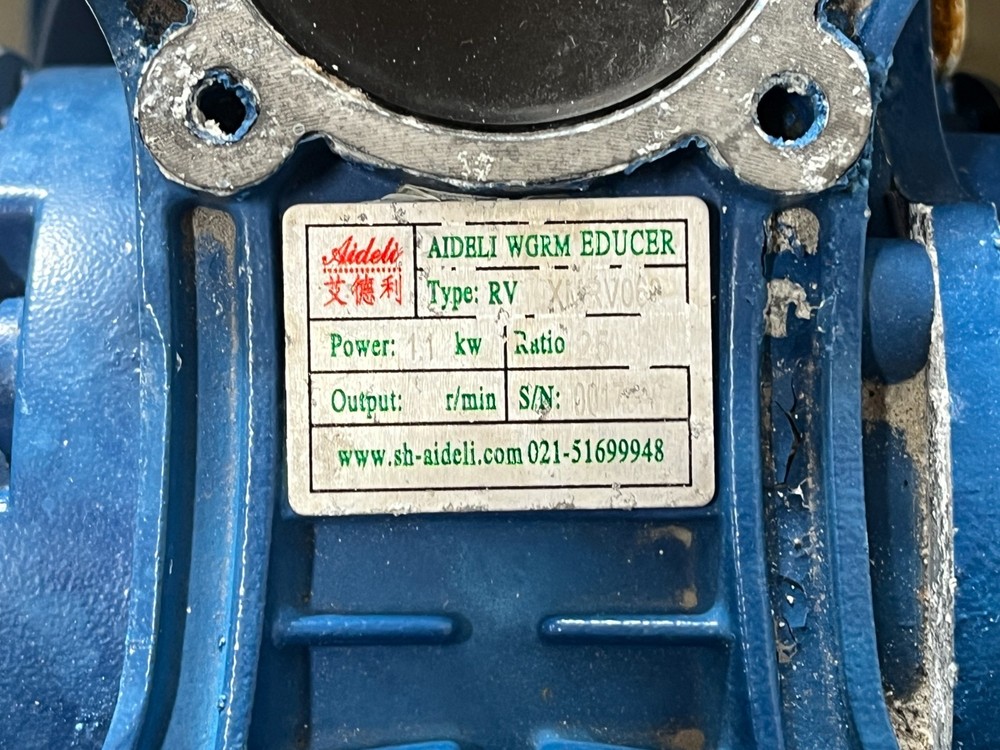 Aideli
艾德利
AIDELI WGRM EDUCER
Type: RV
Power: kw
Ratio 25
Output: r/min
S/N:
www.sh-aideli.com 021-51699948